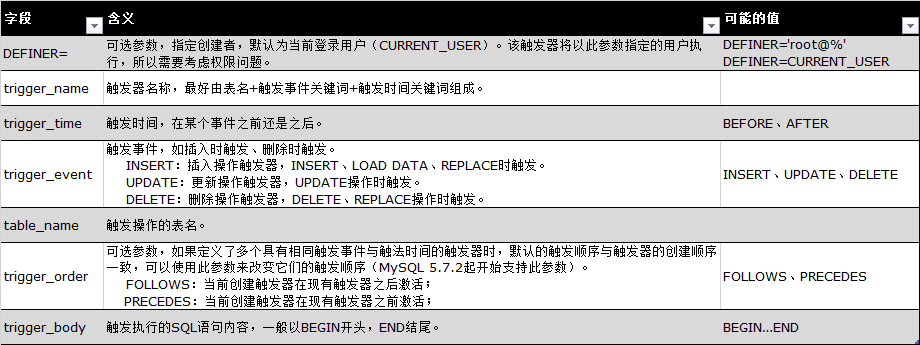 字段 含义 可能的值
DEFINER= 可选参数，指定创建者，默认为当前登录用户（CURRENT_USER）。该触发器将以此参数指定的用户执 DEFINER='root@%'
行，所以需要考虑权限问题。 DEFINER=CURRENT_USER
trigger_name 触发器名称，最好由表名+触发事件关键词+触发时间关键词组成。
trigger_time 触发时间，在某个事件之前还是之后。 BEFORE、AFTER
触发事件，如插入时触发、删除时触发。
INSERT：插入操作触发器，INSERT、LOAD DATA、REPLACE时触发。
trigger_event UPDATE：更新操作触发器，UPDATE操作时触发。 INSERT、UPDATE、DELETE
DELETE：删除操作触发器，DELETE、REPLACE操作时触发。
table_name 触发操作的表名。
可选参数，如果定义了多个具有相同触发事件与触法时间的触发器时，默认的触发顺序与触发器的创建顺序
一致，可以使用此参数来改变它们的触发顺序（MySQL 5.7.2起开始支持此参数）。
trigger_order FOLLOWS：当前创建触发器在现有触发器之后激活； FOLLOWS、PRECEDES
PRECEDES：当前创建触发器在现有触发器之前激活；
trigger_body 触发执行的SQL语句内容，一般以BEGIN开头，END结尾。 BEGIN...END